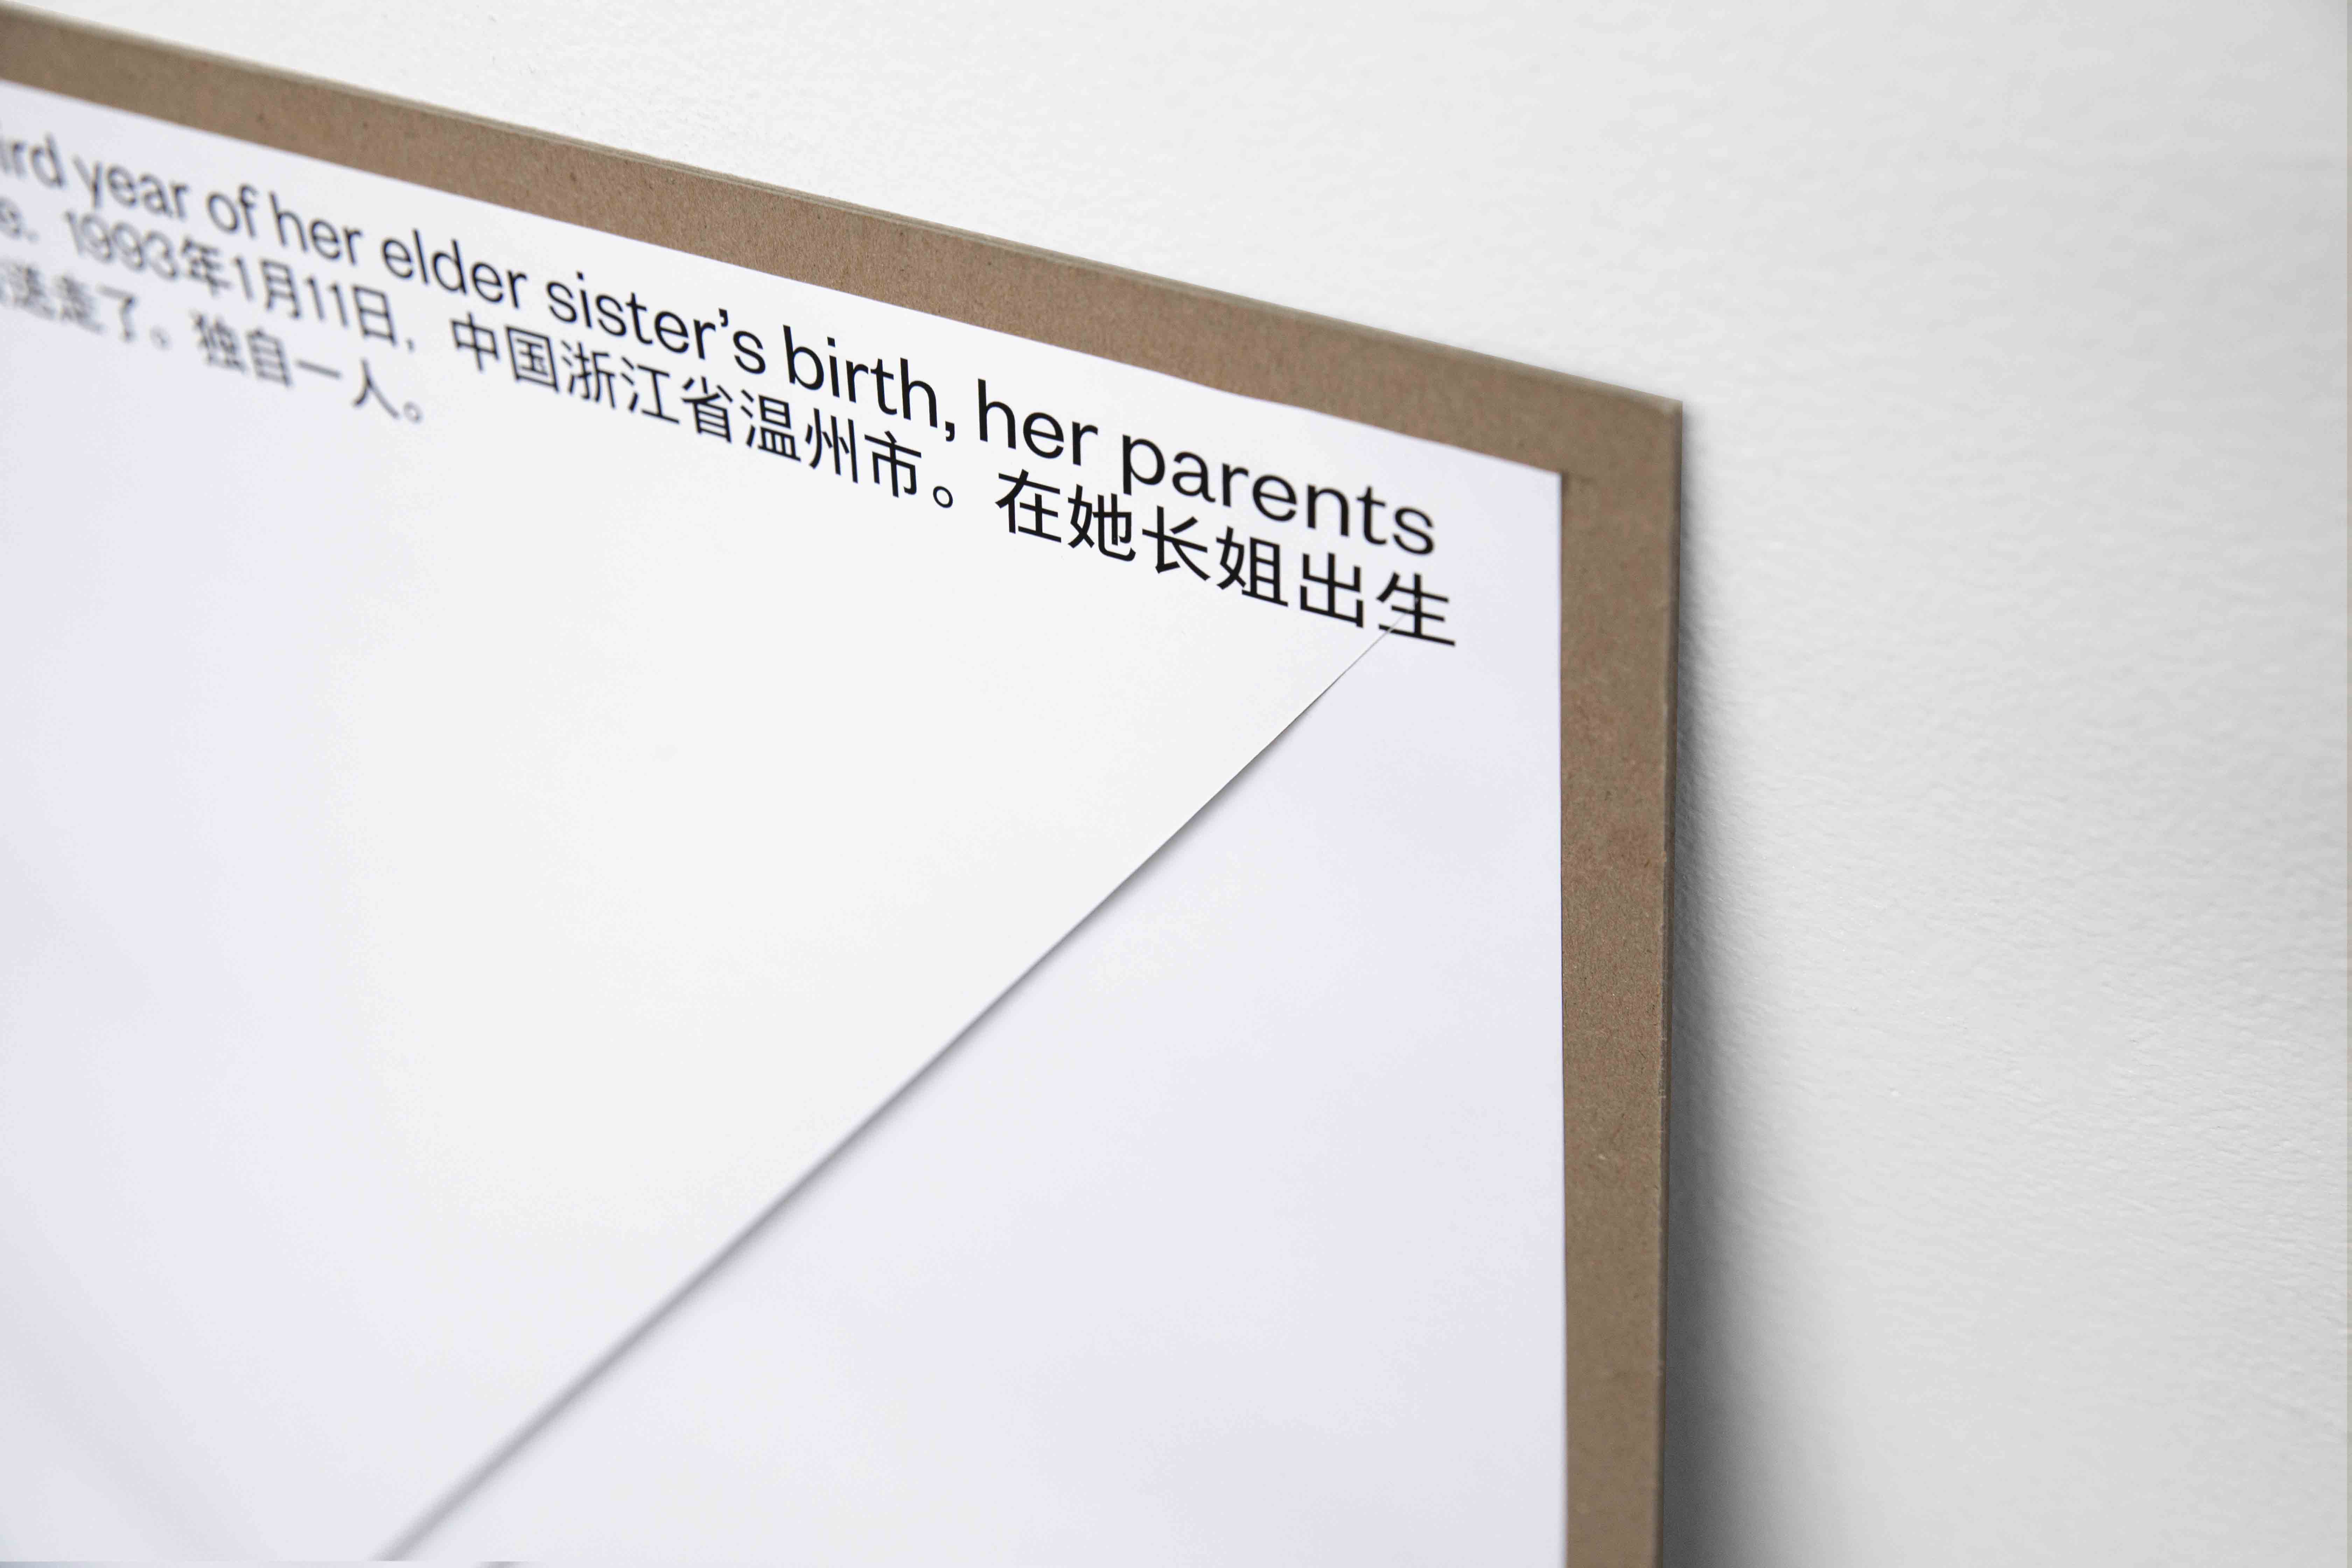 ird year of her elder sister’s birth, her parents
e. 1993年1月11日，中国浙江省温州市。在她长姐出生
送走了。独自一人。